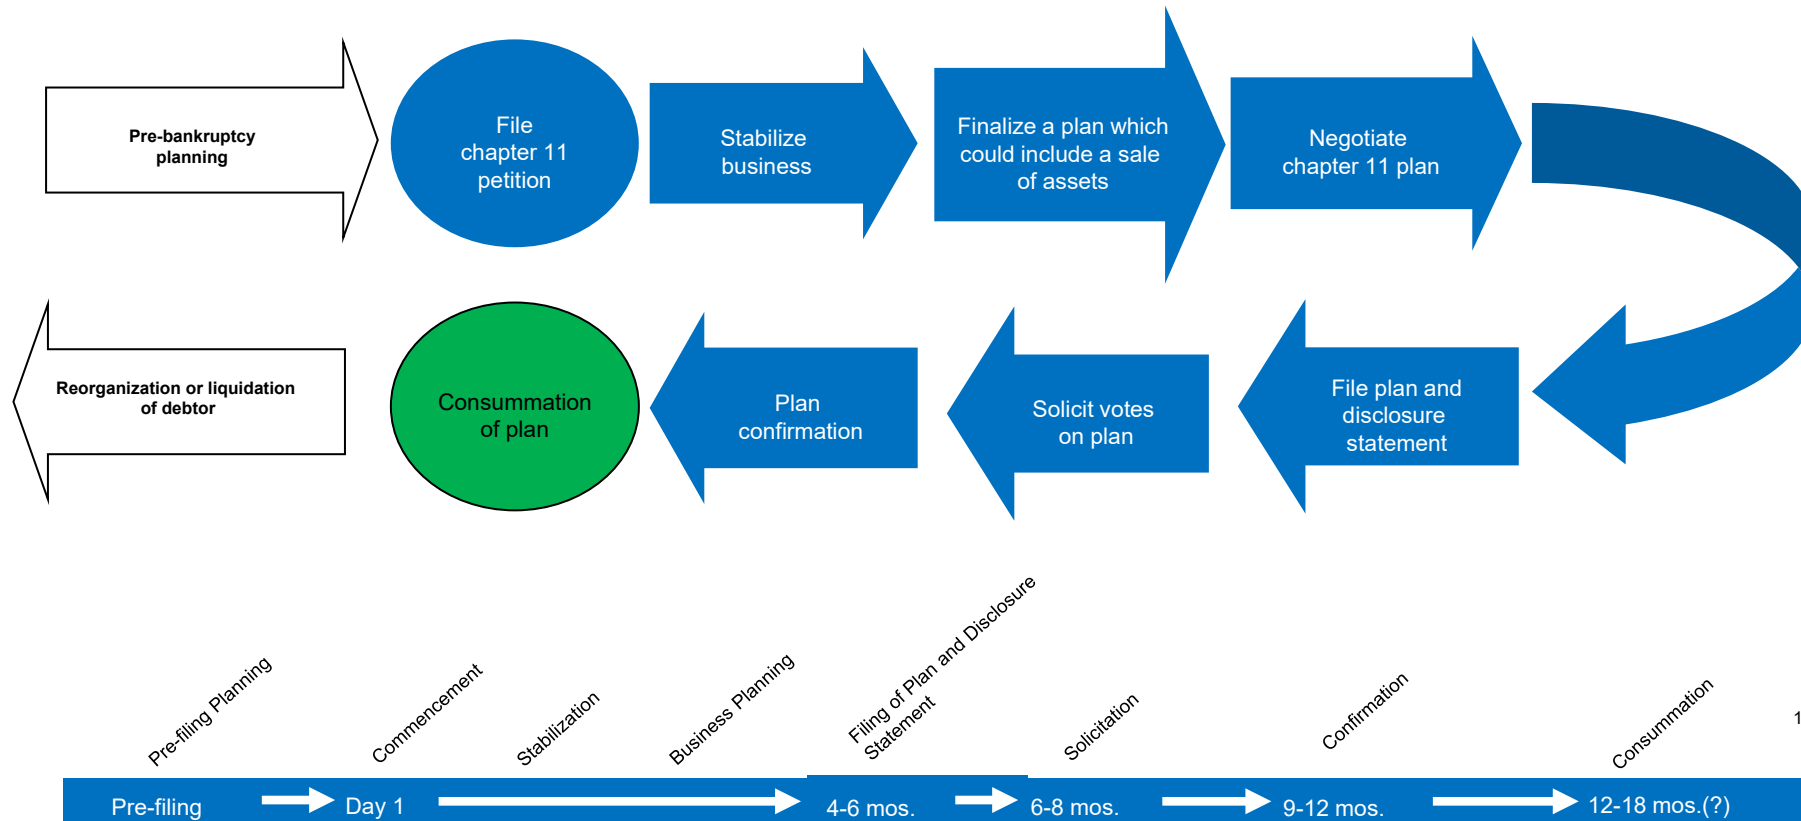 Pre-bankruptcy
planning
File
chapter 11
petition
Stabilize
business
Finalize a plan which
could include a sale
of assets
Negotiate
chapter 11 plan
Reorganization or liquidation
of debtor
Consummation
of plan
Plan
confirmation
Solicit votes
on plan
File plan and
disclosure
statement
Pre-filing Planning
Commencement
Stabilization
Business Planning
Filing of Plan and Disclosure
Statement
Solicitation
Confirmation
Consummation
1
Pre-filing
Day 1
4-6 mos.
6-8 mos.
9-12 mos.
12-18 mos.(?)